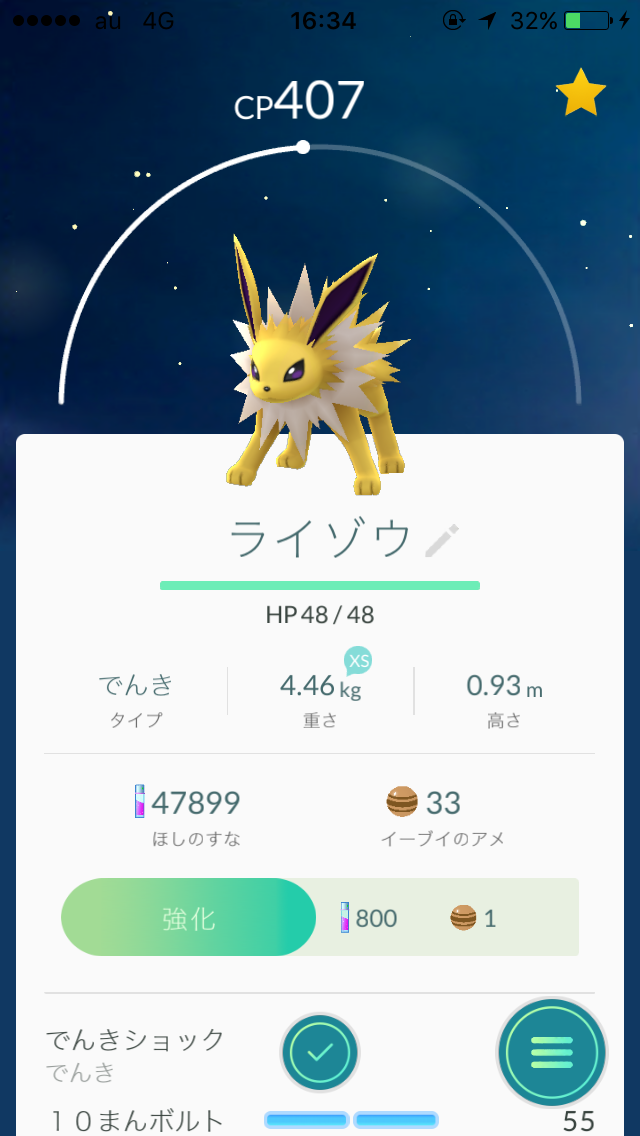 au 4G 16:34 32%
CP407
ライゾウ
HP 48 / 48
XS
でんき 4.46 kg 0.93 m
タイプ 重さ 高さ
47899 33
ほしのすな イーブイのアメ
強化 800 1
でんきショック
でんき
１０まんボルト 55